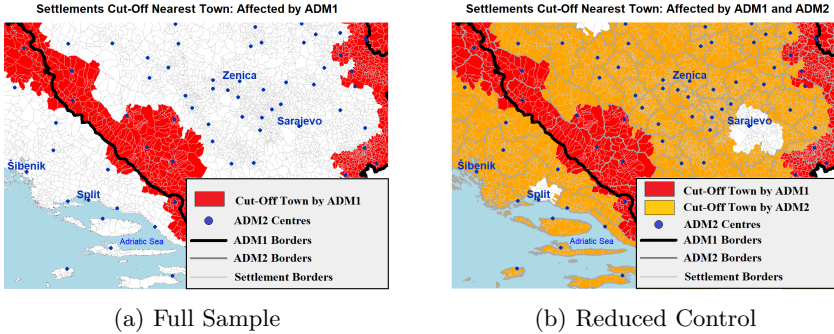 Settlements Cut-Off Nearest Town: Affected by ADM1
Zenica
Sarajevo
Šibenik
Split
Adriatic Sea
Cut-Off Town by ADM1
ADM2 Centres
ADM1 Borders
ADM2 Borders
Settlement Borders
(a) Full Sample
Settlements Cut-Off Nearest Town: Affected by ADM1 and ADM2
Zenica
Sarajevo
Šibenik
Split
Adriatic Sea
Cut-Off Town by ADM1
Cut-Off Town by ADM2
ADM2 Centres
ADM1 Borders
ADM2 Borders
Settlement Borders
(b) Reduced Control